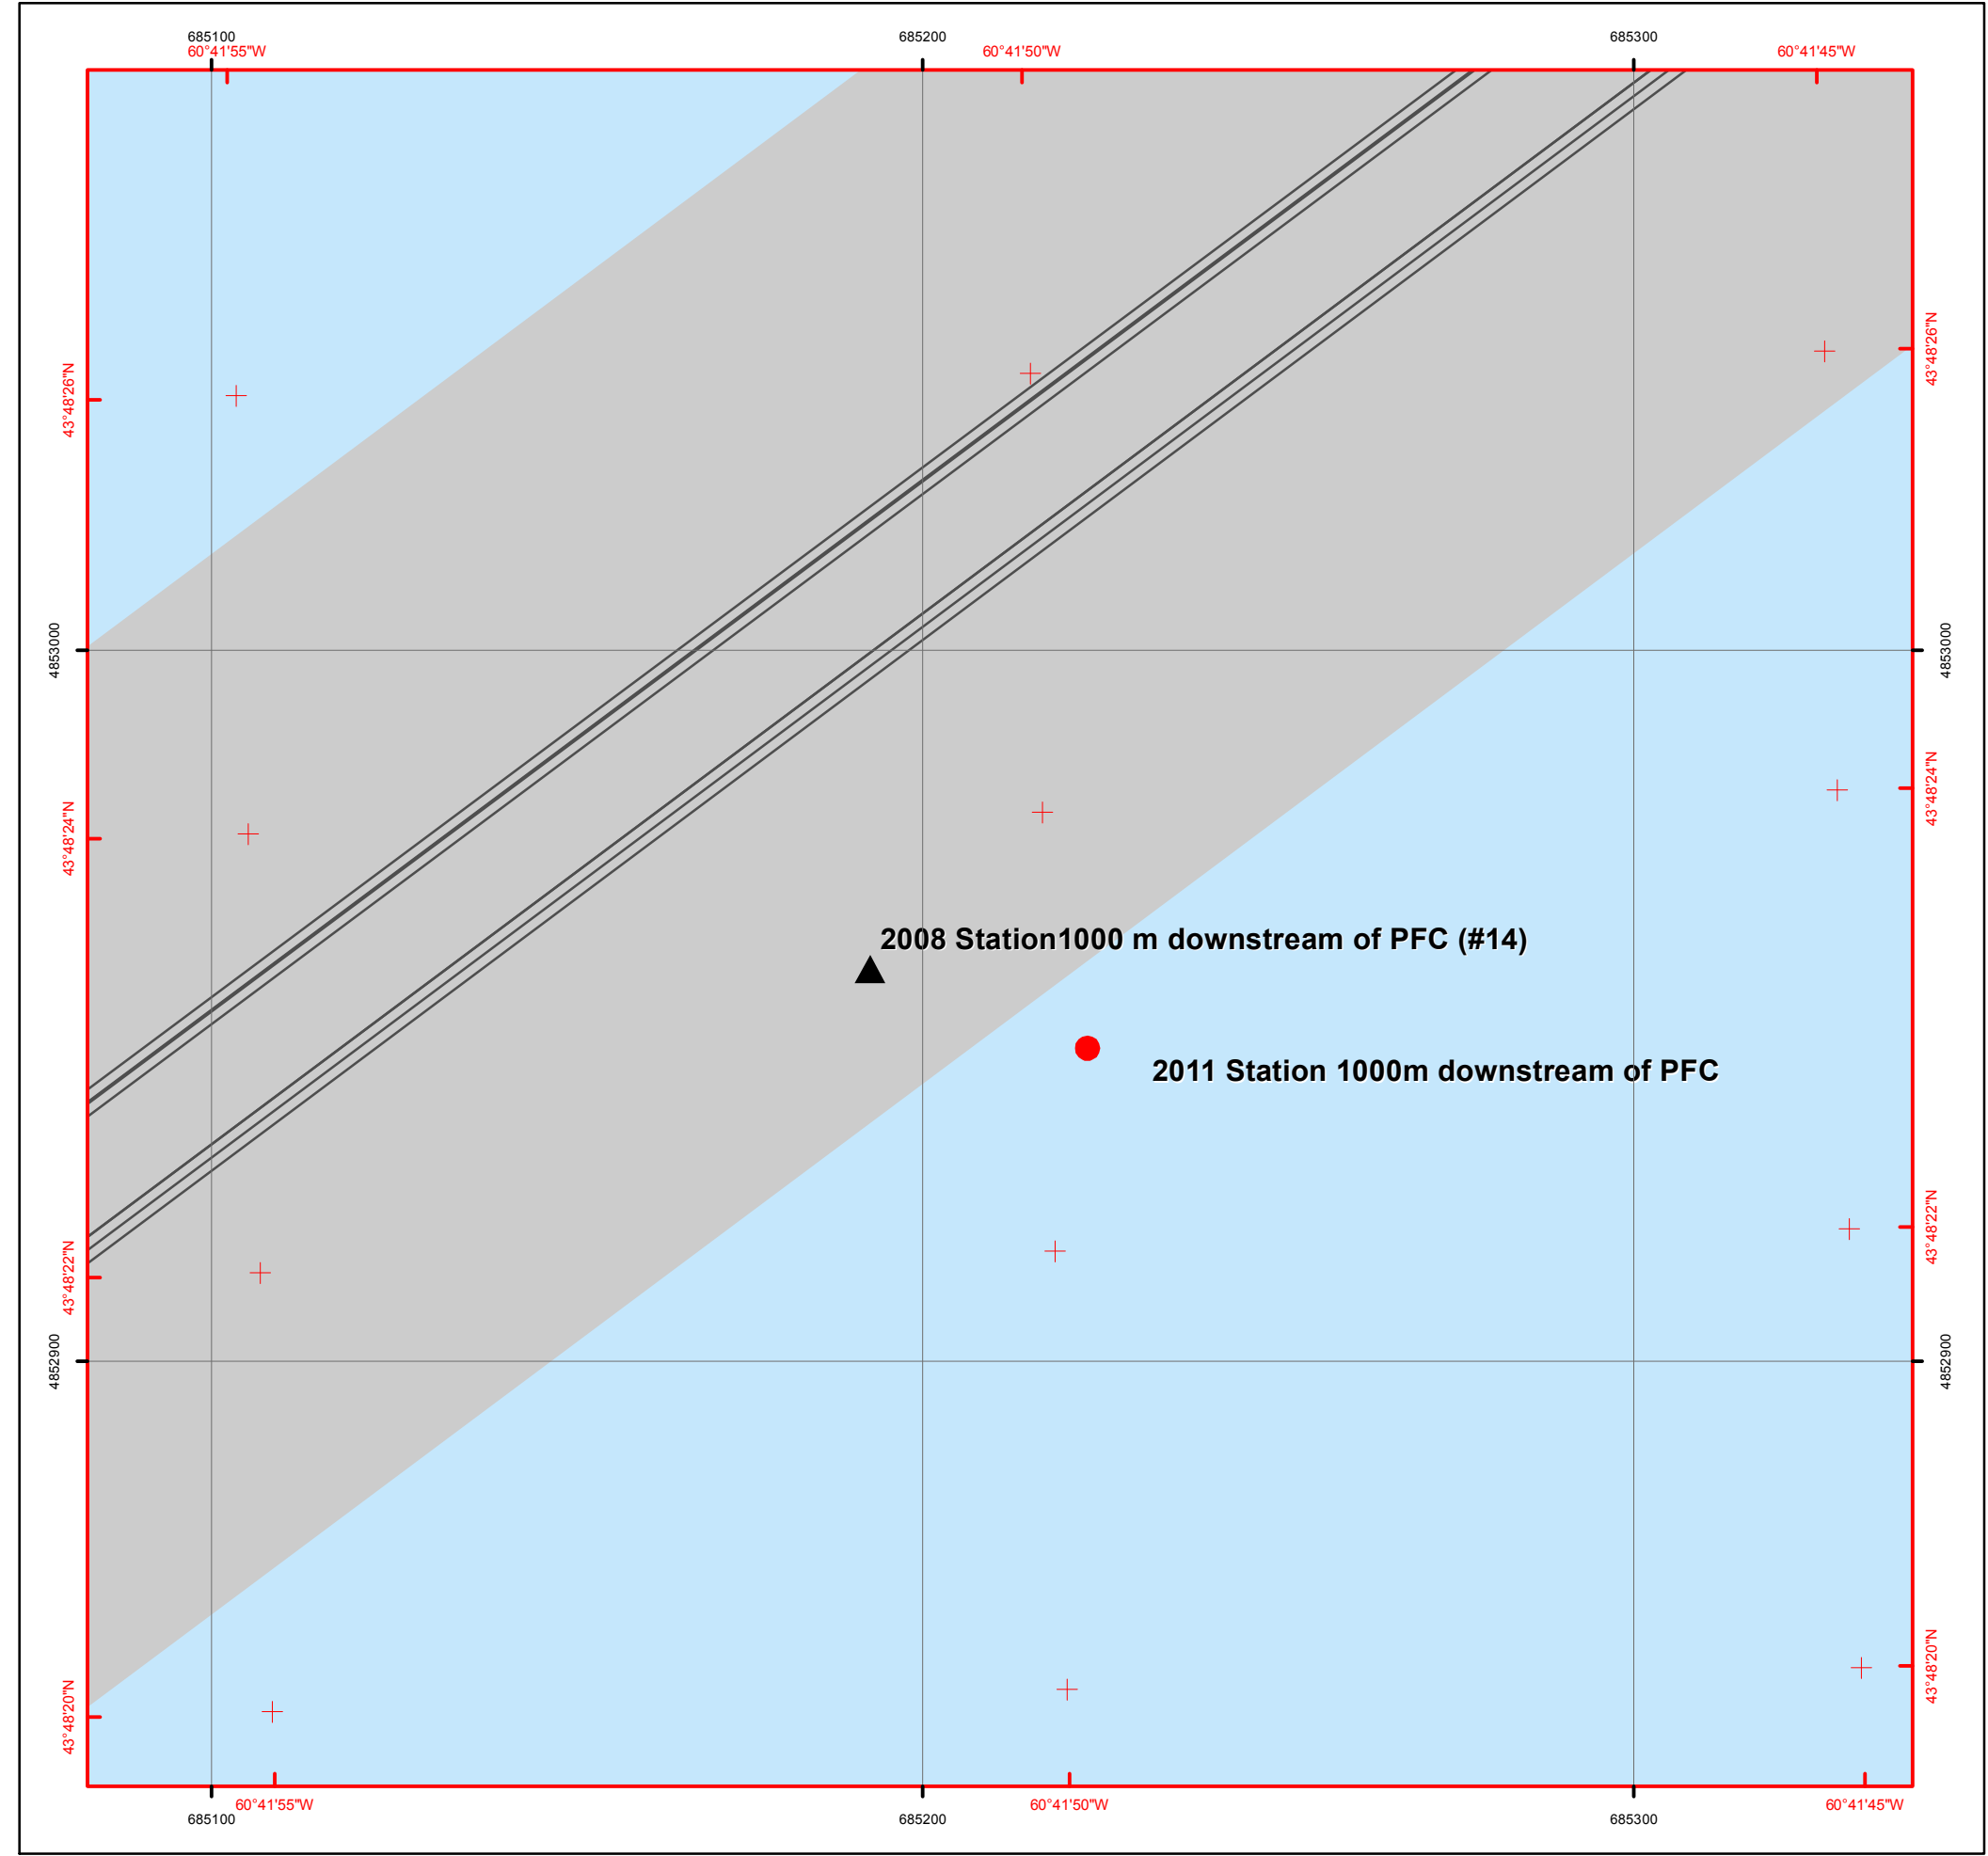 685100 685200 685300
60°41'55"W 60°41'50"W 60°41'45"W
43°48'26"N
43°48'26"N
4853000
4853000
43°48'24"N
43°48'24"N
2008 Station1000 m downstream of PFC (#14)
2011 Station 1000m downstream of PFC
43°48'22"N
43°48'22"N
4852900
4852900
43°48'20"N
43°48'20"N
60°41'55"W 60°41'50"W 60°41'45"W
685100 685200 685300